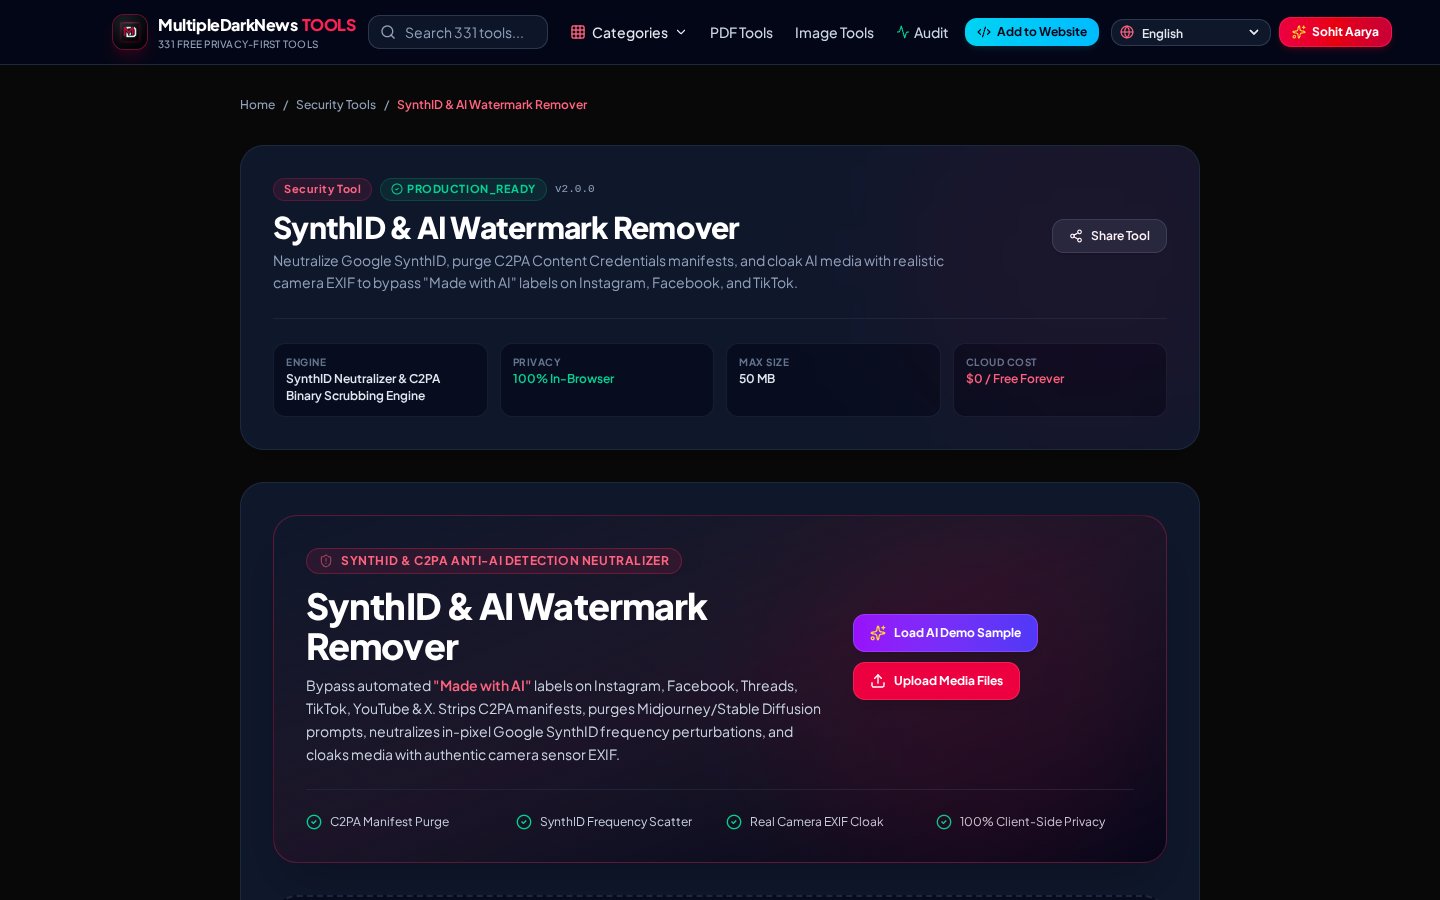 MultipleDarkNews TOOLS
331 FREE PRIVACY-FIRST TOOLS
Search 331 tools...
Categories
PDF Tools
Image Tools
Audit
Add to Website
English
Sohit Aarya
Home / Security Tools / SynthID & AI Watermark Remover
Security Tool
PRODUCTION_READY
v2.0.0
SynthID & AI Watermark Remover
Neutralize Google SynthID, purge C2PA Content Credentials manifests, and cloak AI media with realistic
camera EXIF to bypass "Made with AI" labels on Instagram, Facebook, and TikTok.
Share Tool
ENGINE
SynthID Neutralizer & C2PA
Binary Scrubbing Engine
PRIVACY
100% In-Browser
MAX SIZE
50 MB
CLOUD COST
$0 / Free Forever
SYNTHID & C2PA ANTI-AI DETECTION NEUTRALIZER
SynthID & AI Watermark
Remover
Bypass automated "Made with AI" labels on Instagram, Facebook, Threads,
TikTok, YouTube & X. Strips C2PA manifests, purges Midjourney/Stable Diffusion
prompts, neutralizes in-pixel Google SynthID frequency perturbations, and
cloaks media with authentic camera sensor EXIF.
Load AI Demo Sample
Upload Media Files
C2PA Manifest Purge
SynthID Frequency Scatter
Real Camera EXIF Cloak
100% Client-Side Privacy